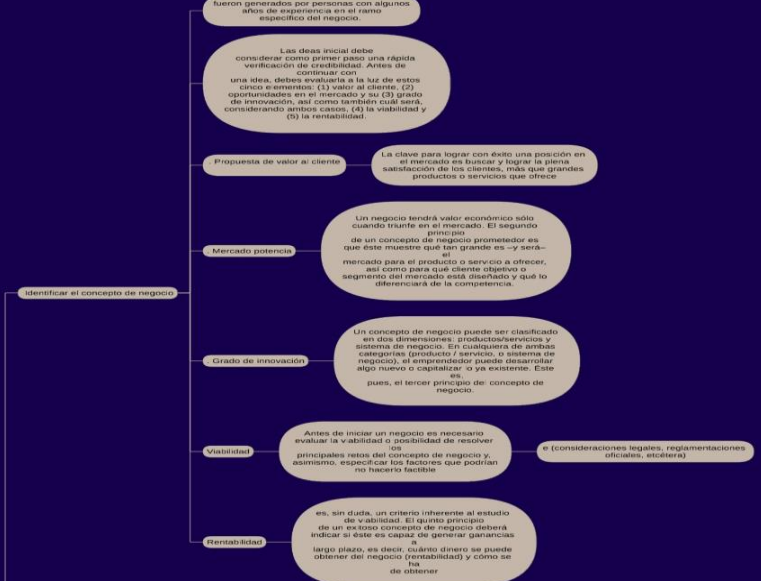 fueron generados por personas con algunos
años de experiencia en el ramo
específico del negocio.
Las deas inicial debe
considerar como primer paso una rápida
verificación de credibilidad. Antes de
continuar con
una idea, debes evaluarla a la luz de estos
cinco elementos: (1) valor al cliente, (2)
oportunidades en el mercado y su (3) grado
de innovación, así como también cuál será,
considerando ambos casos, (4) la viabilidad y
(5) la rentabilidad.
. Propuesta de valor al cliente
La clave para lograr con éxito una posición en
el mercado es buscar y lograr la plena
satisfacción de los clientes, más que grandes
productos o servicios que ofrece
. Mercado potencia
Un negocio tendrá valor económico sólo
cuando triunfe en el mercado. El segundo
principio
de un concepto de negocio prometedor es
que éste muestre qué tan grande es –y será–
el
mercado para el producto o servicio a ofrecer,
así como para qué cliente objetivo o
segmento del mercado está diseñado y qué lo
diferenciará de la competencia.
Identificar el concepto de negocio
. Grado de innovación
Un concepto de negocio puede ser clasificado
en dos dimensiones: productos/servicios y
sistema de negocio. En cualquiera de ambas
categorías (producto / servicio, o sistema de
negocio), el emprendedor puede desarrollar
algo nuevo o capitalizar lo ya existente. Éste
es,
pues, el tercer principio del concepto de
negocio.
Viabilidad
Antes de iniciar un negocio es necesario
evaluar la viabilidad o posibilidad de resolver
los
principales retos del concepto de negocio y,
asimismo, especificar los factores que podrían
no hacerlo factible
e (consideraciones legales, reglamentaciones
oficiales, etcétera)
Rentabilidad
es, sin duda, un criterio inherente al estudio
de viabilidad. El quinto principio
de un exitoso concepto de negocio deberá
indicar si éste es capaz de generar ganancias
a
largo plazo, es decir, cuánto dinero se puede
obtener del negocio (rentabilidad) y cómo se
ha
de obtener